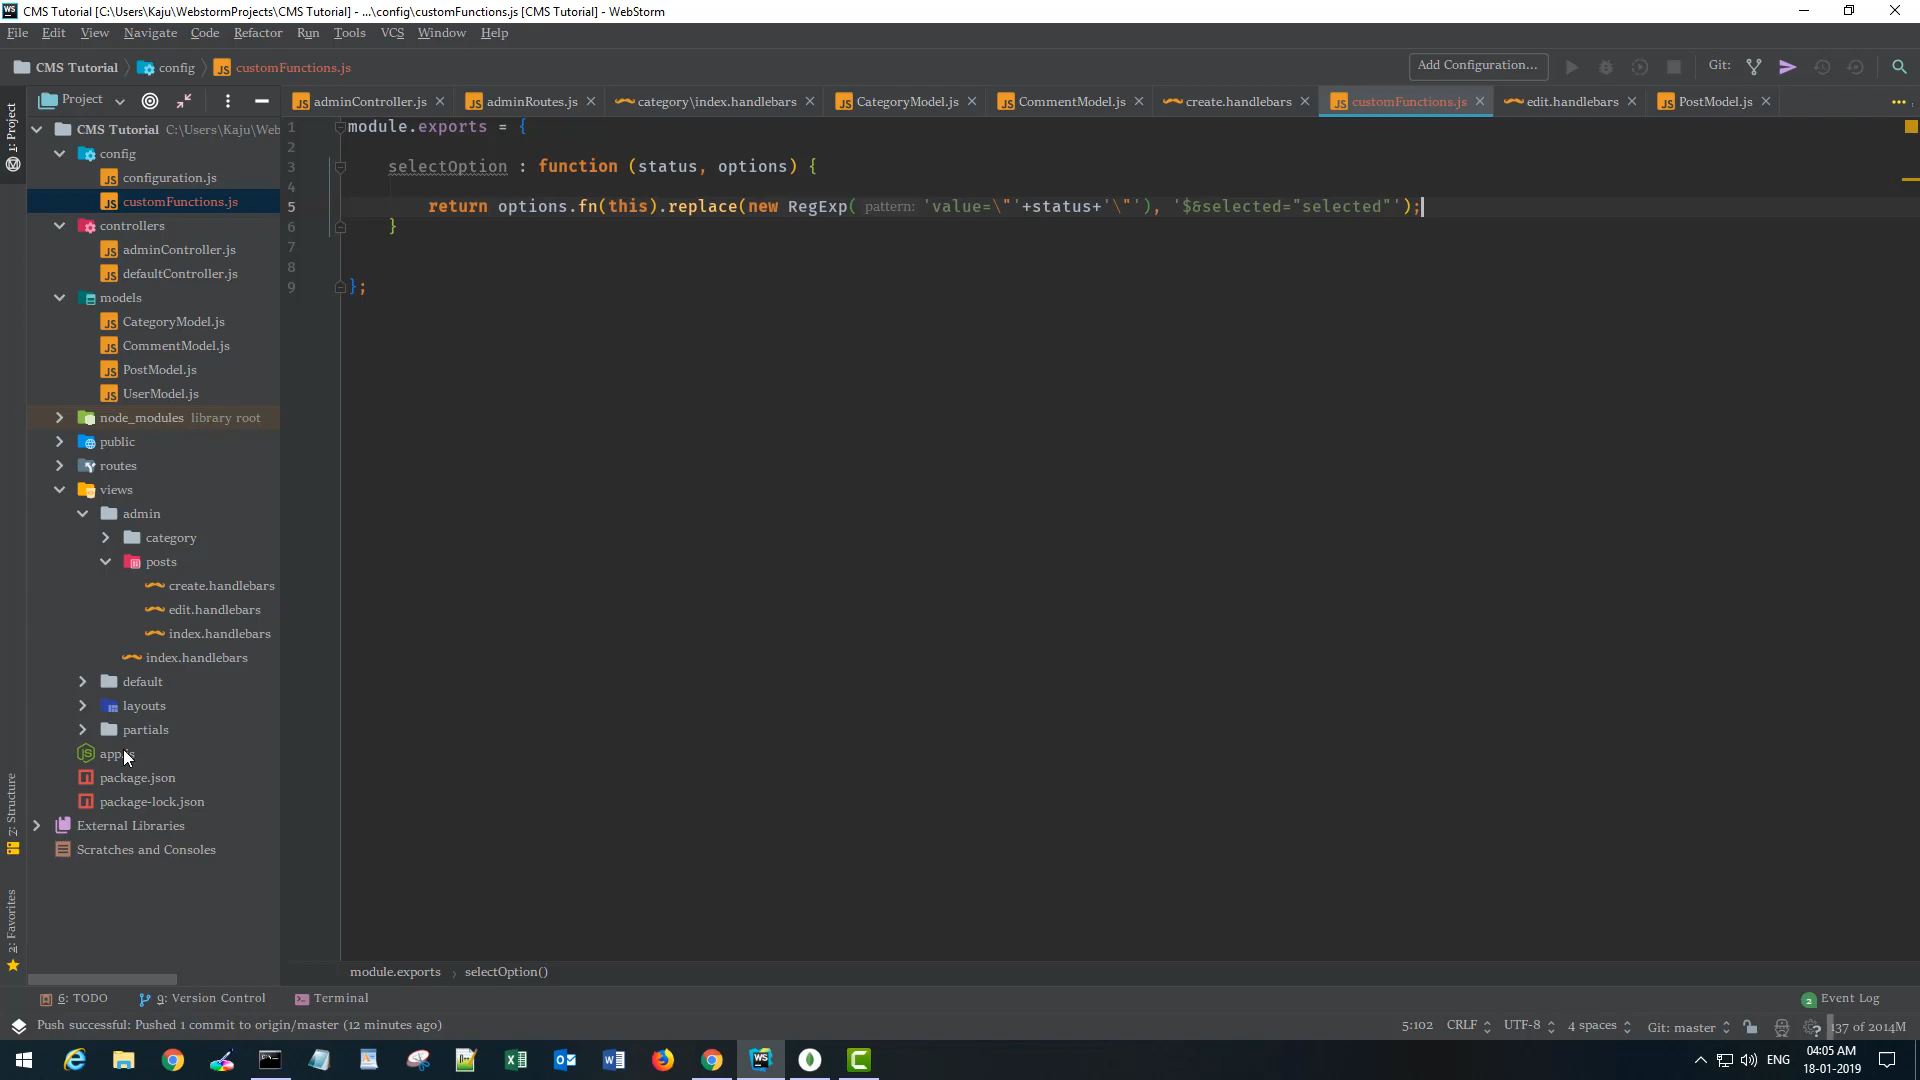 CMS Tutorial [C:\Users\Kaju\WebstormProjects\CMS Tutorial] - ...\config\customFunctions.js [CMS Tutorial] - WebStorm
File Edit View Navigate Code Refactor Run Tools VCS Window Help
CMS Tutorial config customFunctions.js
Add Configuration... Git:
Project
adminController.js adminRoutes.js category\index.handlebars CategoryModel.js CommentModel.js create.handlebars customFunctions.js edit.handlebars PostModel.js
1: Project
CMS Tutorial C:\Users\Kaju\Web
config
configuration.js
customFunctions.js
controllers
adminController.js
defaultController.js
models
CategoryModel.js
CommentModel.js
PostModel.js
UserModel.js
node_modules library root
public
routes
views
admin
category
posts
create.handlebars
edit.handlebars
index.handlebars
index.handlebars
default
layouts
partials
package.json
package-lock.json
External Libraries
Scratches and Consoles
Z: Structure
2: Favorites
1 module.exports = {
2
3 selectOption : function (status, options) {
4
5 return options.fn(this).replace(new RegExp( pattern: 'value=\"'+status+'\"'), '$&selected="selected"');
6 }
7
8
9 };
module.exports selectOption()
6: TODO 9: Version Control Terminal 2 Event Log
Push successful: Pushed 1 commit to origin/master (12 minutes ago) 5:102 CRLF UTF-8 4 spaces Git: master 137 of 2014M
ENG 04:05 AM
18-01-2019